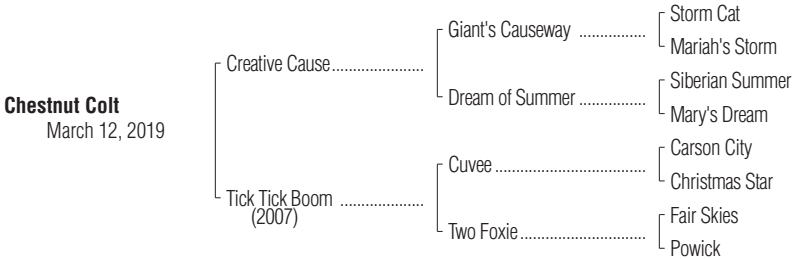 Chestnut Colt
March 12, 2019
Creative Cause.....................
Tick Tick Boom ...................
(2007)
Giant's Causeway ................
Dream of Summer ................
Cuvee ..............................
Two Foxie.........................
Storm Cat
Mariah's Storm
Siberian Summer
Mary's Dream
Carson City
Christmas Star
Fair Skies
Powick